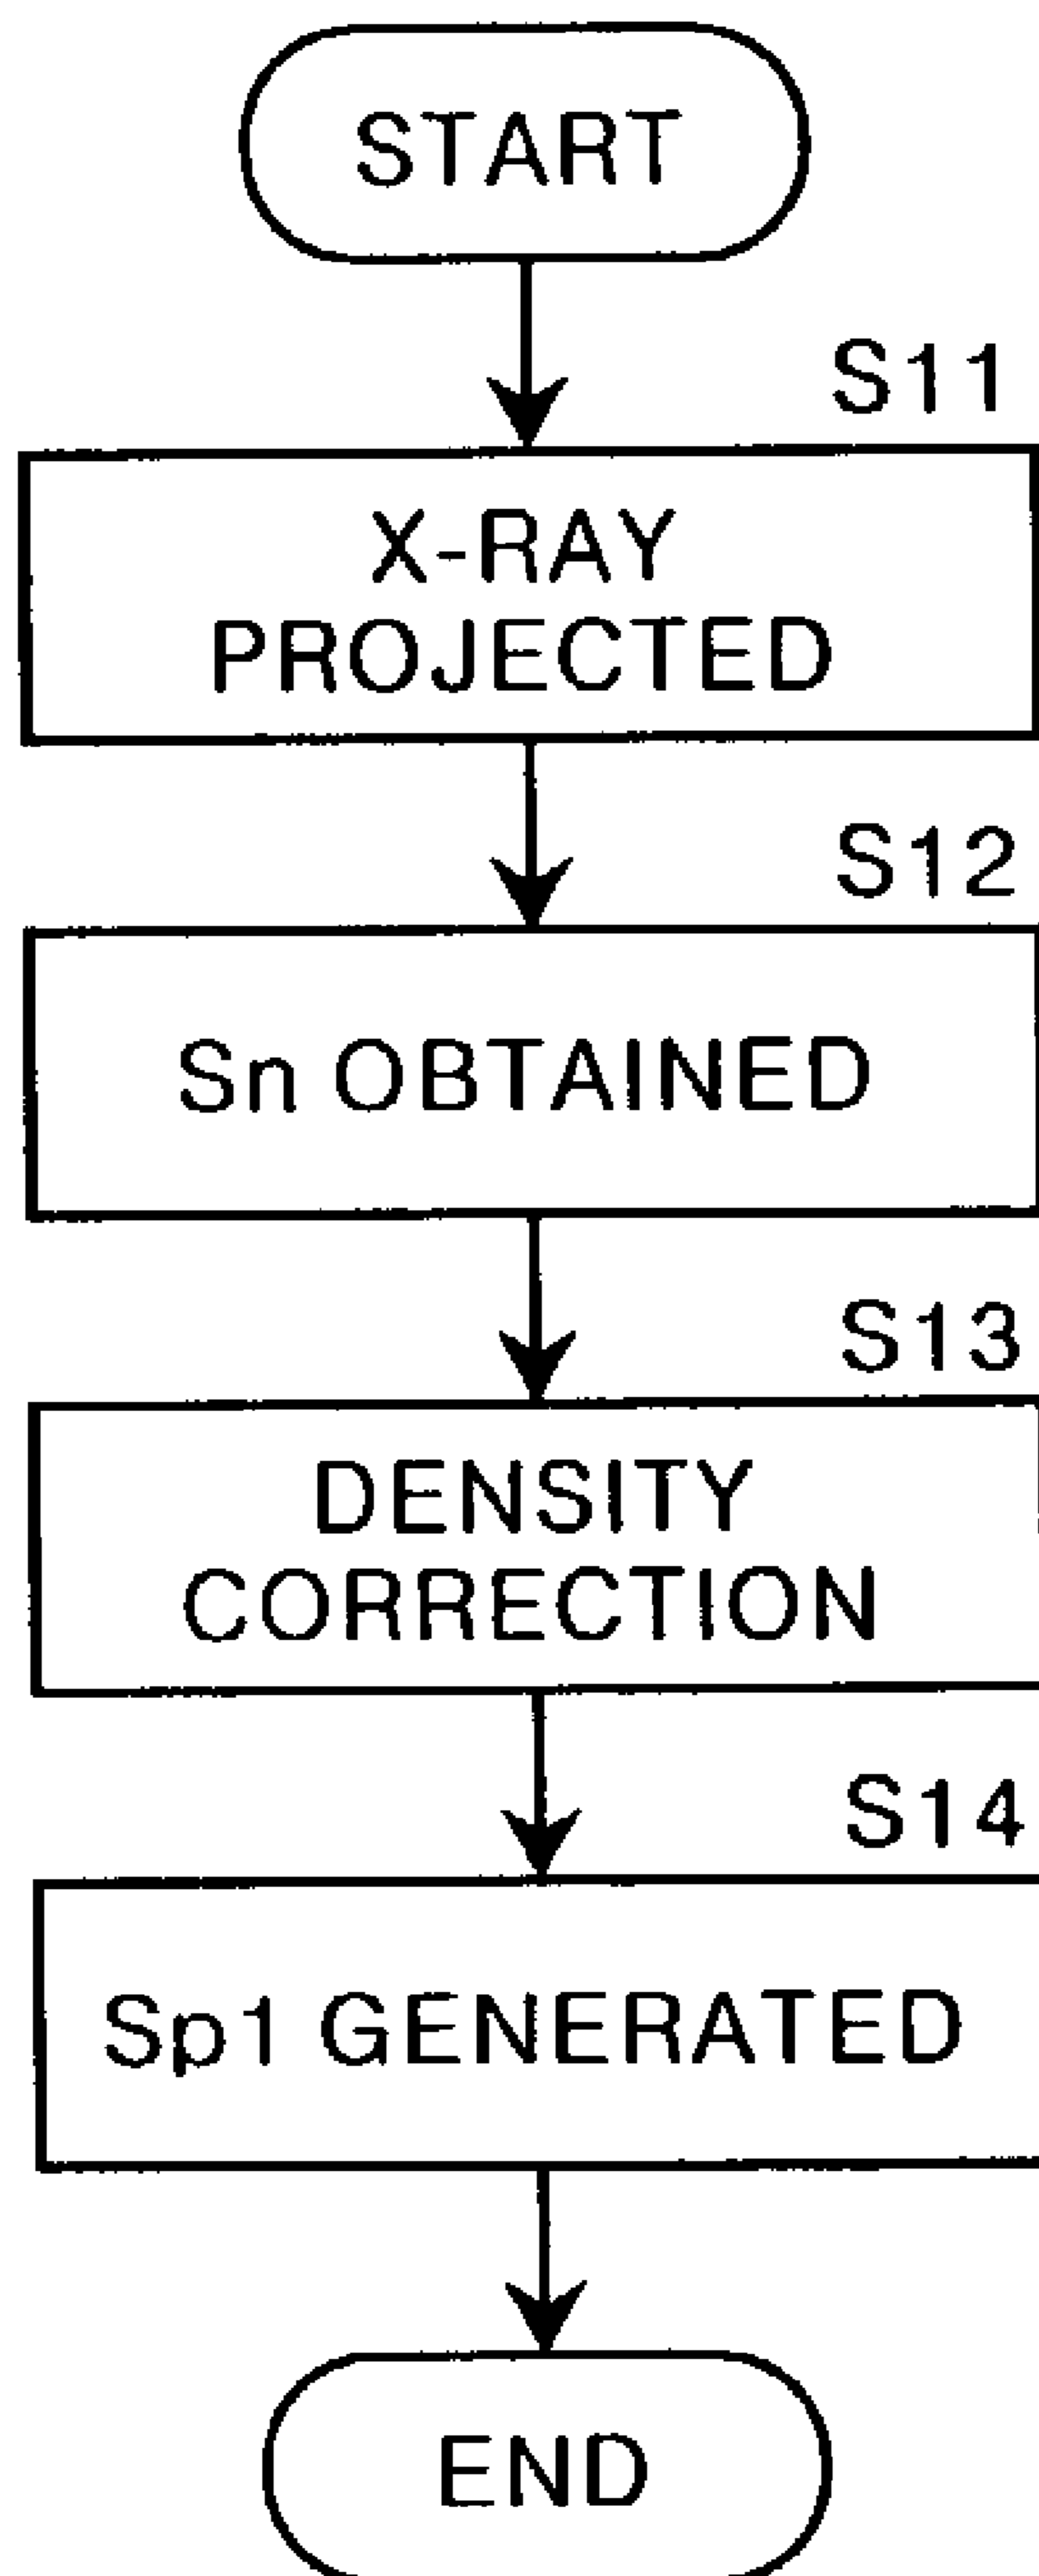 START
S11
X-RAY
PROJECTED
S12
Sn OBTAINED
S13
DENSITY
CORRECTION
S14
Sp1 GENERATED
END